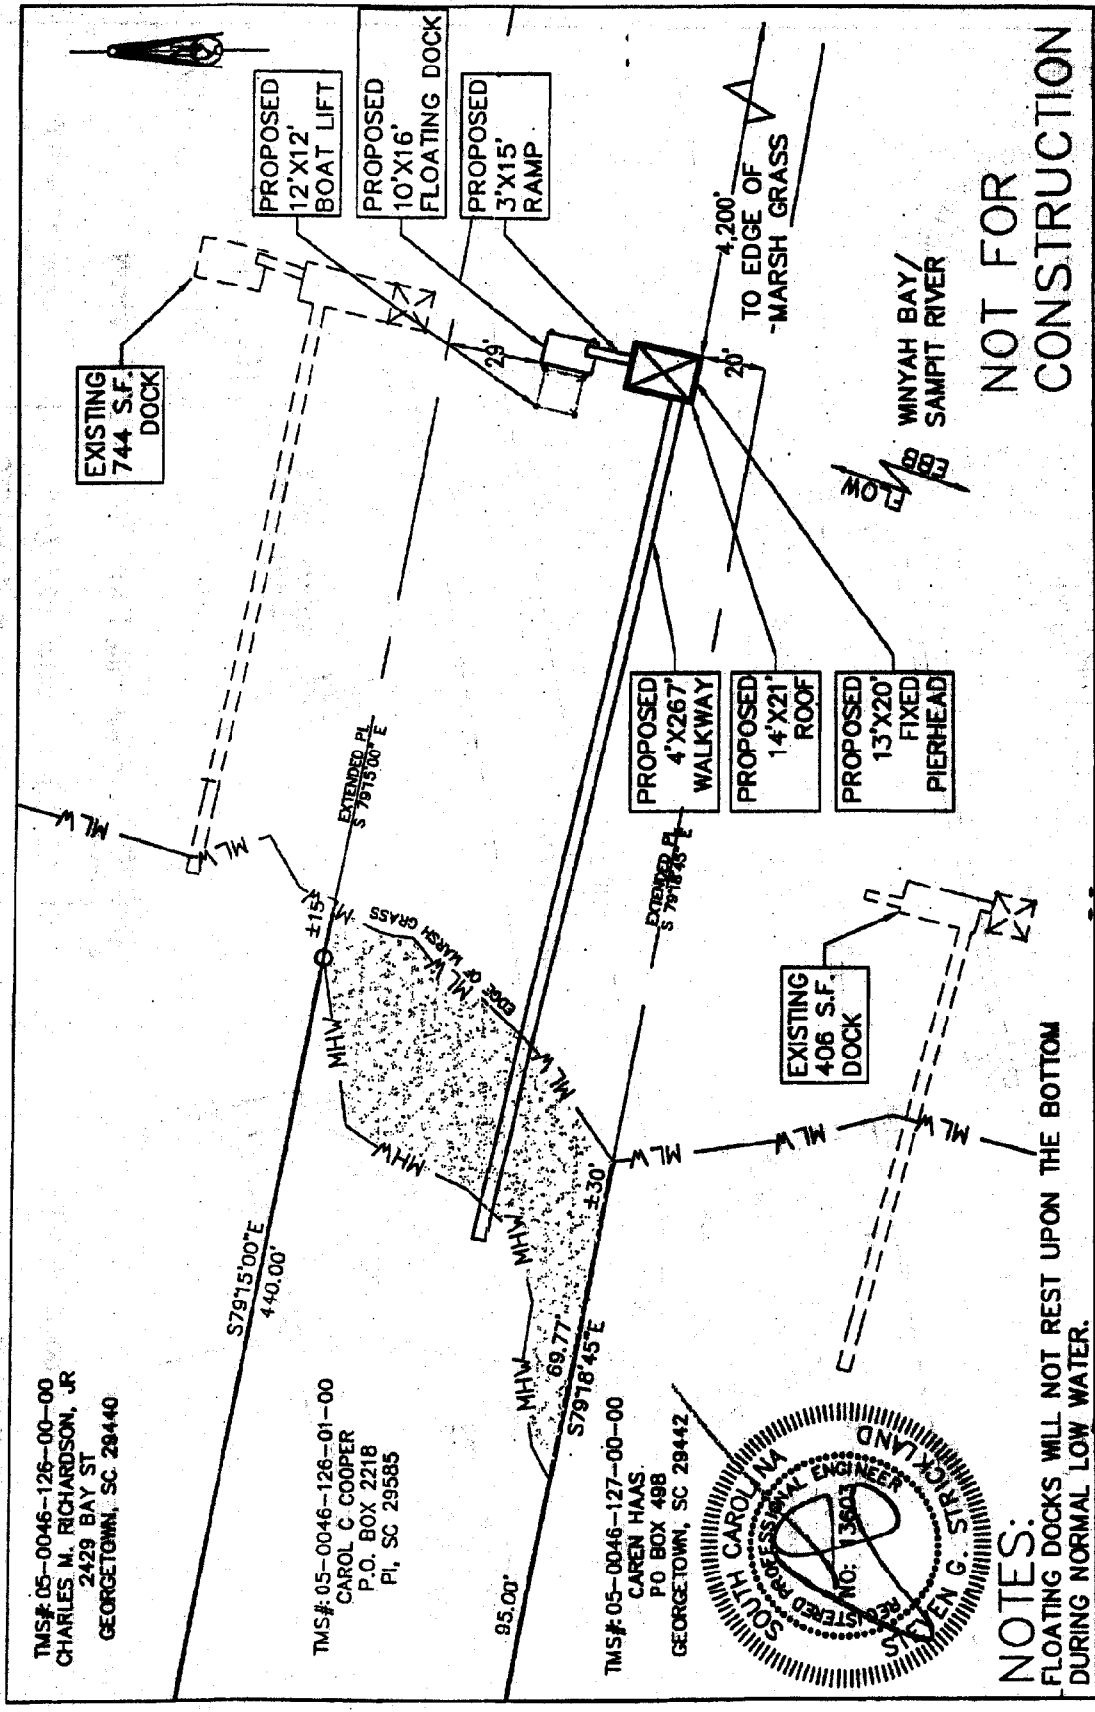 TMS#: 05-0046-126-00-00
CHARLES M. RICHARDSON, JR
2429 BAY ST
GEORGETOWN, SC 29440
S79°15'00"E
440.00'
TMS#: 05-0046-126-01-00
CAROL C COOPER
P.O. BOX 2218
PI, SC 29585
95.00'
TMS#: 05-0046-127-00-00
CAREN HAAS
PO BOX 498
GEORGETOWN, SC 29442
69.77'
S79°18'45"E
MHW
MHW
MHW
MHW
±30'
±15'
MLW
MLW
MLW
MLW
MLW
MLW
MLW
MLW
MLW
EDGE OF MARSH GRASS
EXTENDED PL
S 79°15'00" E
EXTENDED PL
S 79°18'45" E
EXISTING
744 S.F.
DOCK
EXISTING
406 S.F.
DOCK
PROPOSED
12'X12'
BOAT LIFT
PROPOSED
10'X16'
FLOATING DOCK
PROPOSED
3'X15'
RAMP
29'
20'
4,200'
TO EDGE OF
MARSH GRASS
PROPOSED
4'X267'
WALKWAY
PROPOSED
14'X21'
ROOF
PROPOSED
13'X20'
FIXED
PIERHEAD
FLOW
EBB
WNYAH BAY/
SAMPIT RIVER
NOT FOR
CONSTRUCTION
SOUTH CAROLINA
REGISTERED PROFESSIONAL ENGINEER
NO: 13603
STEVEN G. STRICKLAND
NOTES:
FLOATING DOCKS WILL NOT REST UPON THE BOTTOM
DURING NORMAL LOW WATER.